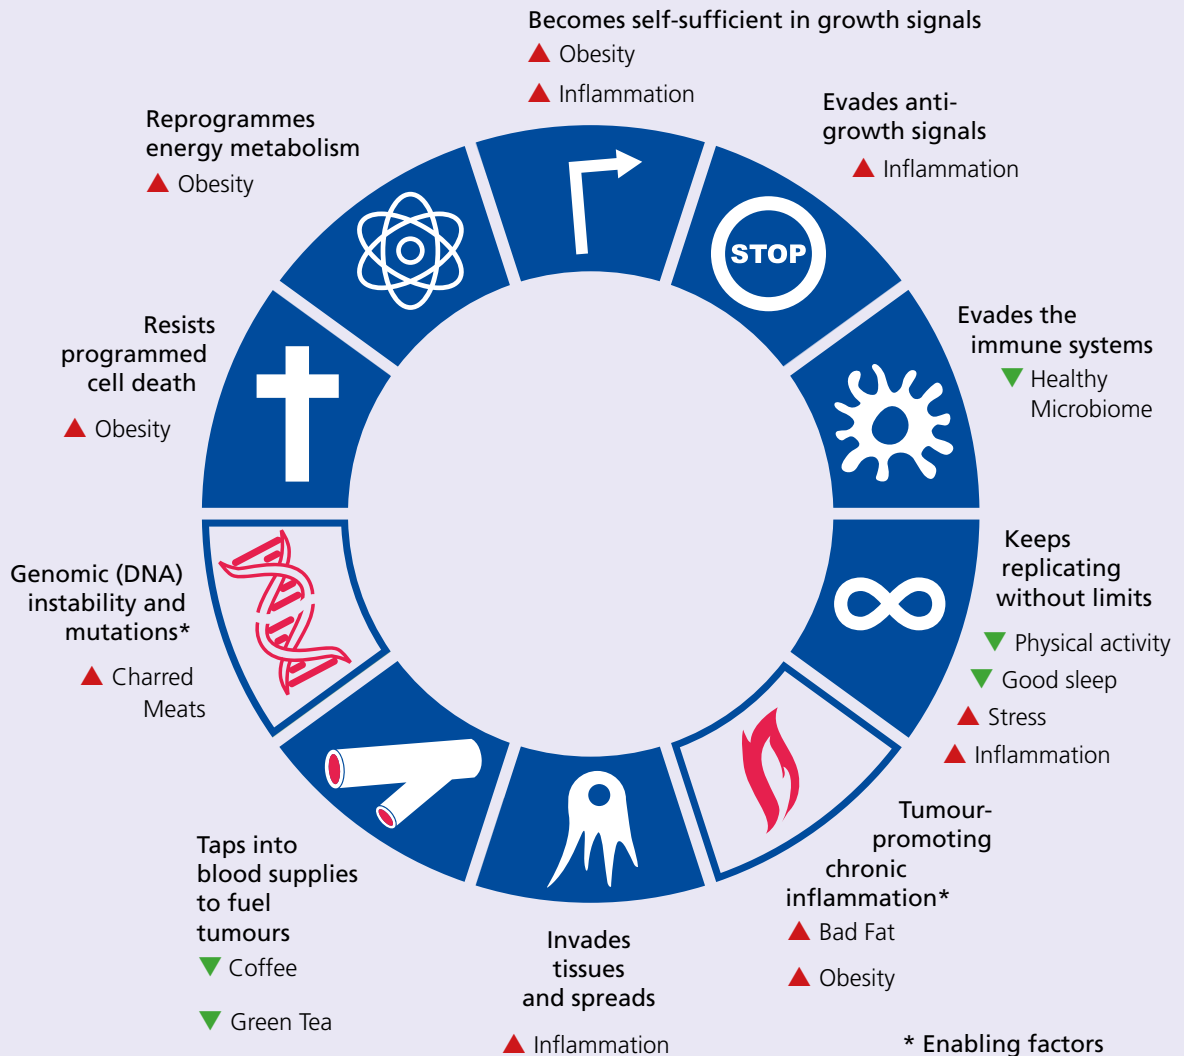 Becomes self-sufficient in growth signals
▲ Obesity
▲ Inflammation
Evades anti-
growth signals
▲ Inflammation
STOP
Evades the
immune systems
▼ Healthy
Microbiome
Keeps
replicating
without limits
▼ Physical activity
▼ Good sleep
▲ Stress
▲ Inflammation
Tumour-
promoting
chronic
inflammation*
▲ Bad Fat
▲ Obesity
Invades
tissues
and spreads
▲ Inflammation
Taps into
blood supplies
to fuel
tumours
▼ Coffee
▼ Green Tea
Genomic (DNA)
instability and
mutations*
▲ Charred
Meats
Resists
programmed
cell death
▲ Obesity
Reprogrammes
energy metabolism
▲ Obesity
* Enabling factors